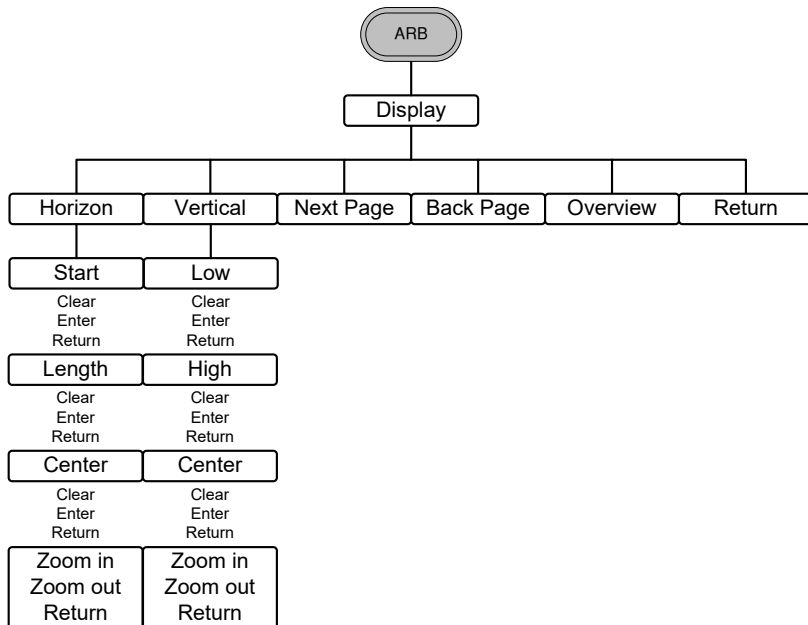 ARB
Display
Horizon Vertical Next Page Back Page Overview Return
Start Low
Clear Clear
Enter Enter
Return Return
Length High
Clear Clear
Enter Enter
Return Return
Center Center
Clear Clear
Enter Enter
Return Return
Zoom in Zoom in
Zoom out Zoom out
Return Return